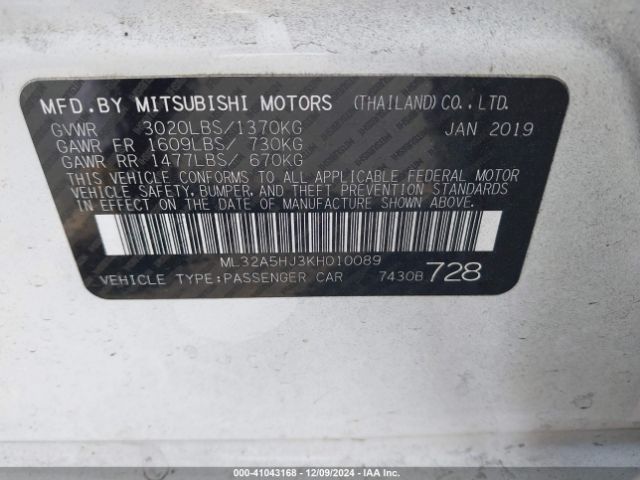 MFD.BY MITSUBISHI MOTORS (THAILAND)CO.,LTD.
GVWR 3020LBS/1370KG JAN 2019
GAWR FR 1609LBS/ 730KG
GAWR RR 1477LBS/ 670KG
THIS VEHICLE CONFORMS TO ALL APPLICABLE FEDERAL MOTOR
VEHICLE SAFETY, BUMPER, AND THEFT PREVENTION STANDARDS
IN EFFECT ON THE DATE OF MANUFACTURE SHOWN ABOVE.
ML32A5HJ3KH010089
VEHICLE TYPE:PASSENGER CAR 7430B 728
000-41043168 - 12/09/2024 - IAA Inc.